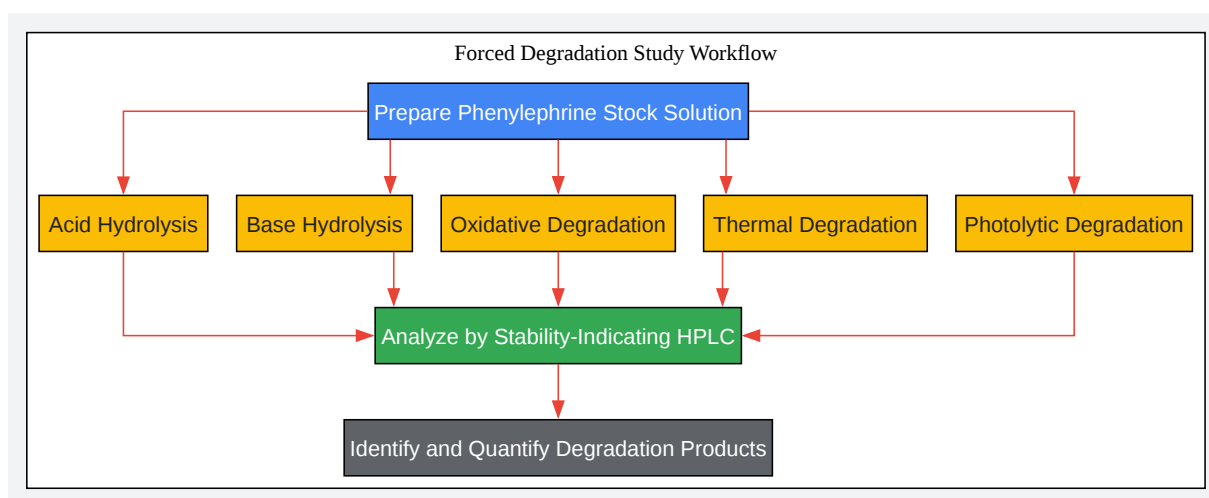 Forced Degradation Study Workflow
Prepare Phenylephrine Stock Solution
Acid Hydrolysis
Base Hydrolysis
Oxidative Degradation
Thermal Degradation
Photolytic Degradation
Analyze by Stability-Indicating HPLC
Identify and Quantify Degradation Products